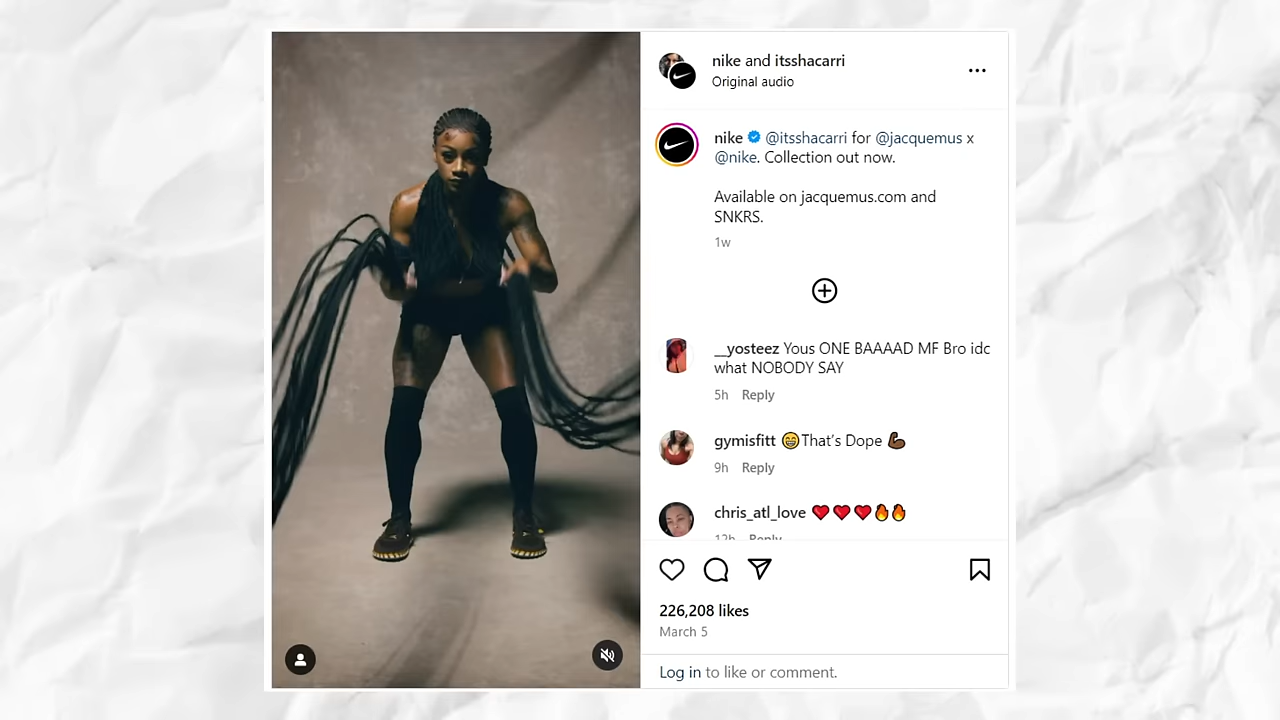 nike and itsshacarri
Original audio
nike @itsshacarri for @jacquemus x
@nike. Collection out now.
Available on jacquemus.com and
SNKRS.
1w
__yosteez Yous ONE BAAAAD MF Bro idc
what NOBODY SAY
5h Reply
gymisfitt 😁That's Dope 💪🏿
9h Reply
chris_atl_love ❤️❤️❤️🔥🔥
12h Reply
226,208 likes
March 5
Log in to like or comment.